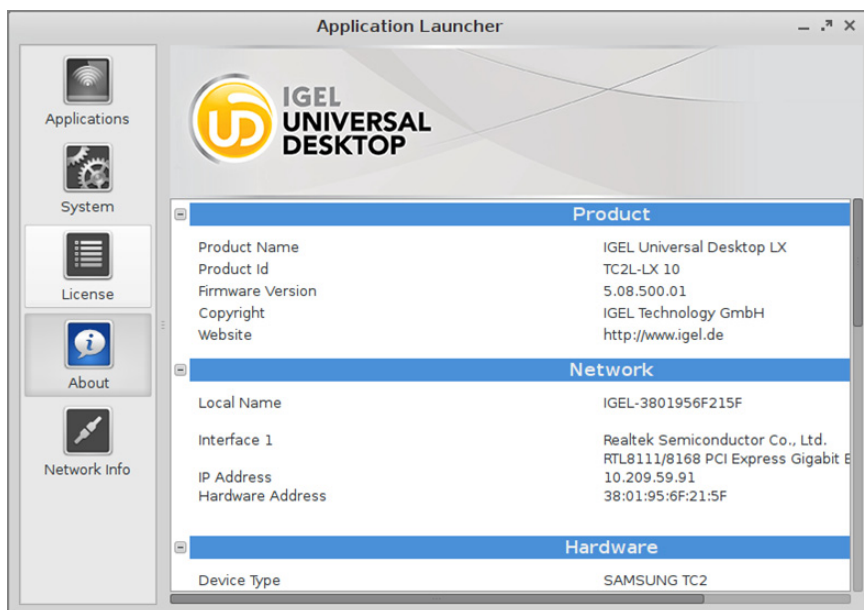 Application Launcher
Applications
System
License
About
Network Info
UD
IGEL
UNIVERSAL
DESKTOP
Product
Product Name IGEL Universal Desktop LX
Product Id TC2L-LX 10
Firmware Version 5.08.500.01
Copyright IGEL Technology GmbH
Website http://www.igel.de
Network
Local Name IGEL-3801956F215F
Interface 1 Realtek Semiconductor Co., Ltd.
RTL8111/8168 PCI Express Gigabit E
IP Address 10.209.59.91
Hardware Address 38:01:95:6F:21:5F
Hardware
Device Type SAMSUNG TC2